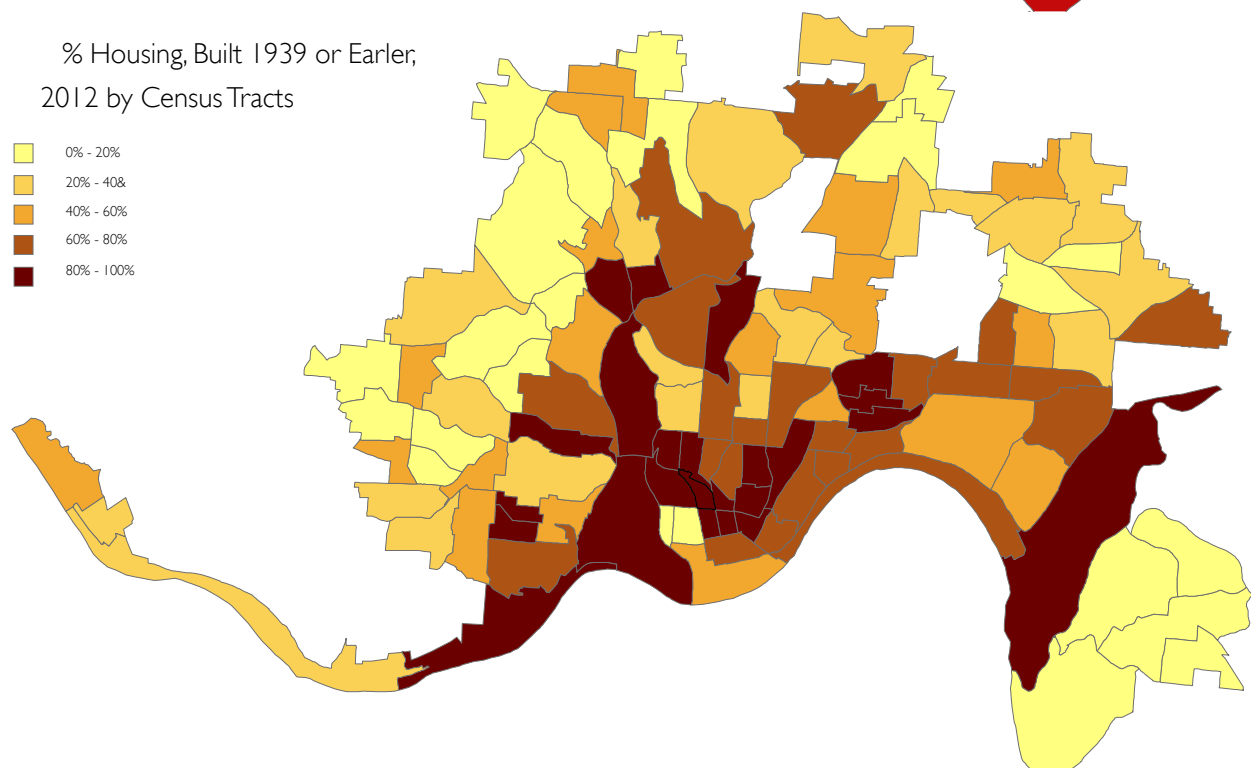 % Housing, Built 1939 or Earler,
2012 by Census Tracts
0% - 20%
20% - 40&
40% - 60%
60% - 80%
80% - 100%